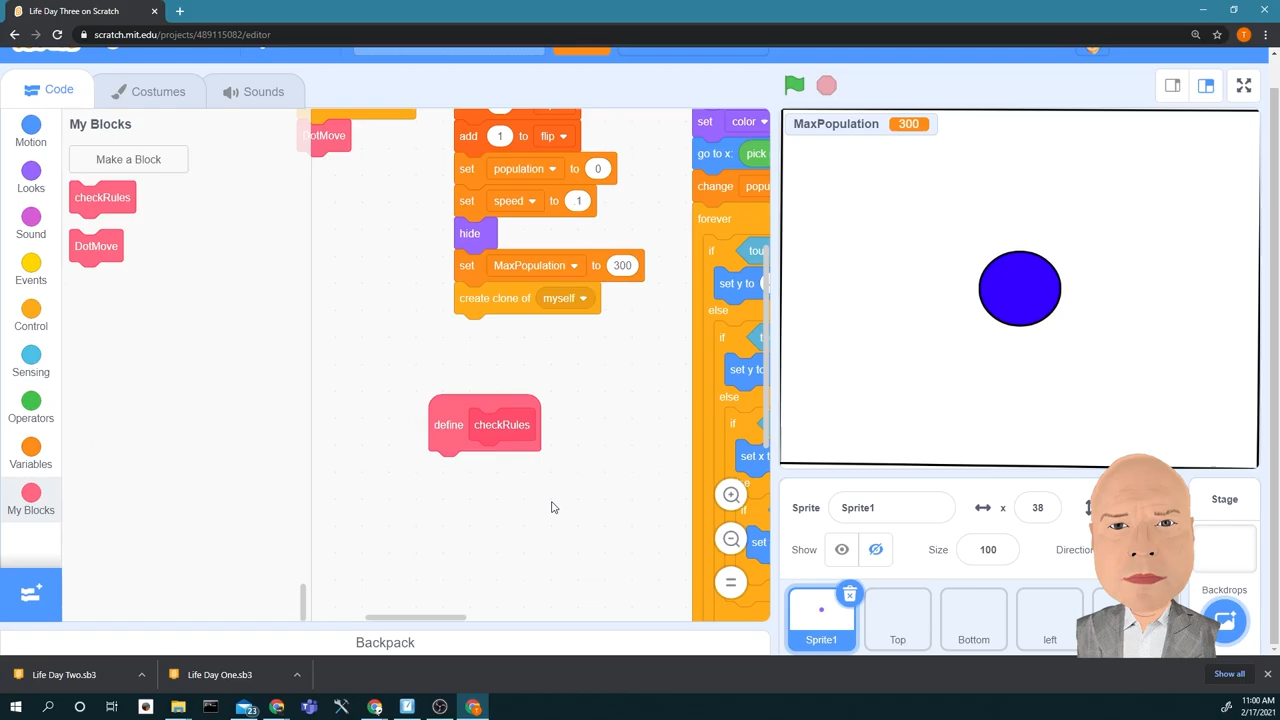 Life Day Three on Scratch
scratch.mit.edu/projects/489115082/editor
T
Code
Costumes
Sounds
Motion
Looks
Sound
Events
Control
Sensing
Operators
Variables
My Blocks
My Blocks
Make a Block
checkRules
DotMove
DotMove
add 1 to flip
set population to 0
set speed to .1
hide
set MaxPopulation to 300
create clone of myself
define checkRules
set color
go to x: pick
change popu
forever
if tou
set y to
else
if t
set y to
else
if
set x t
if
set
MaxPopulation 300
Sprite Sprite1 x 38
Show Size 100
Stage
Backdrops
Sprite1
Top
Bottom
left
Backpack
Life Day Two.sb3
Life Day One.sb3
Show all
23
T
11:00 AM
2/17/2021